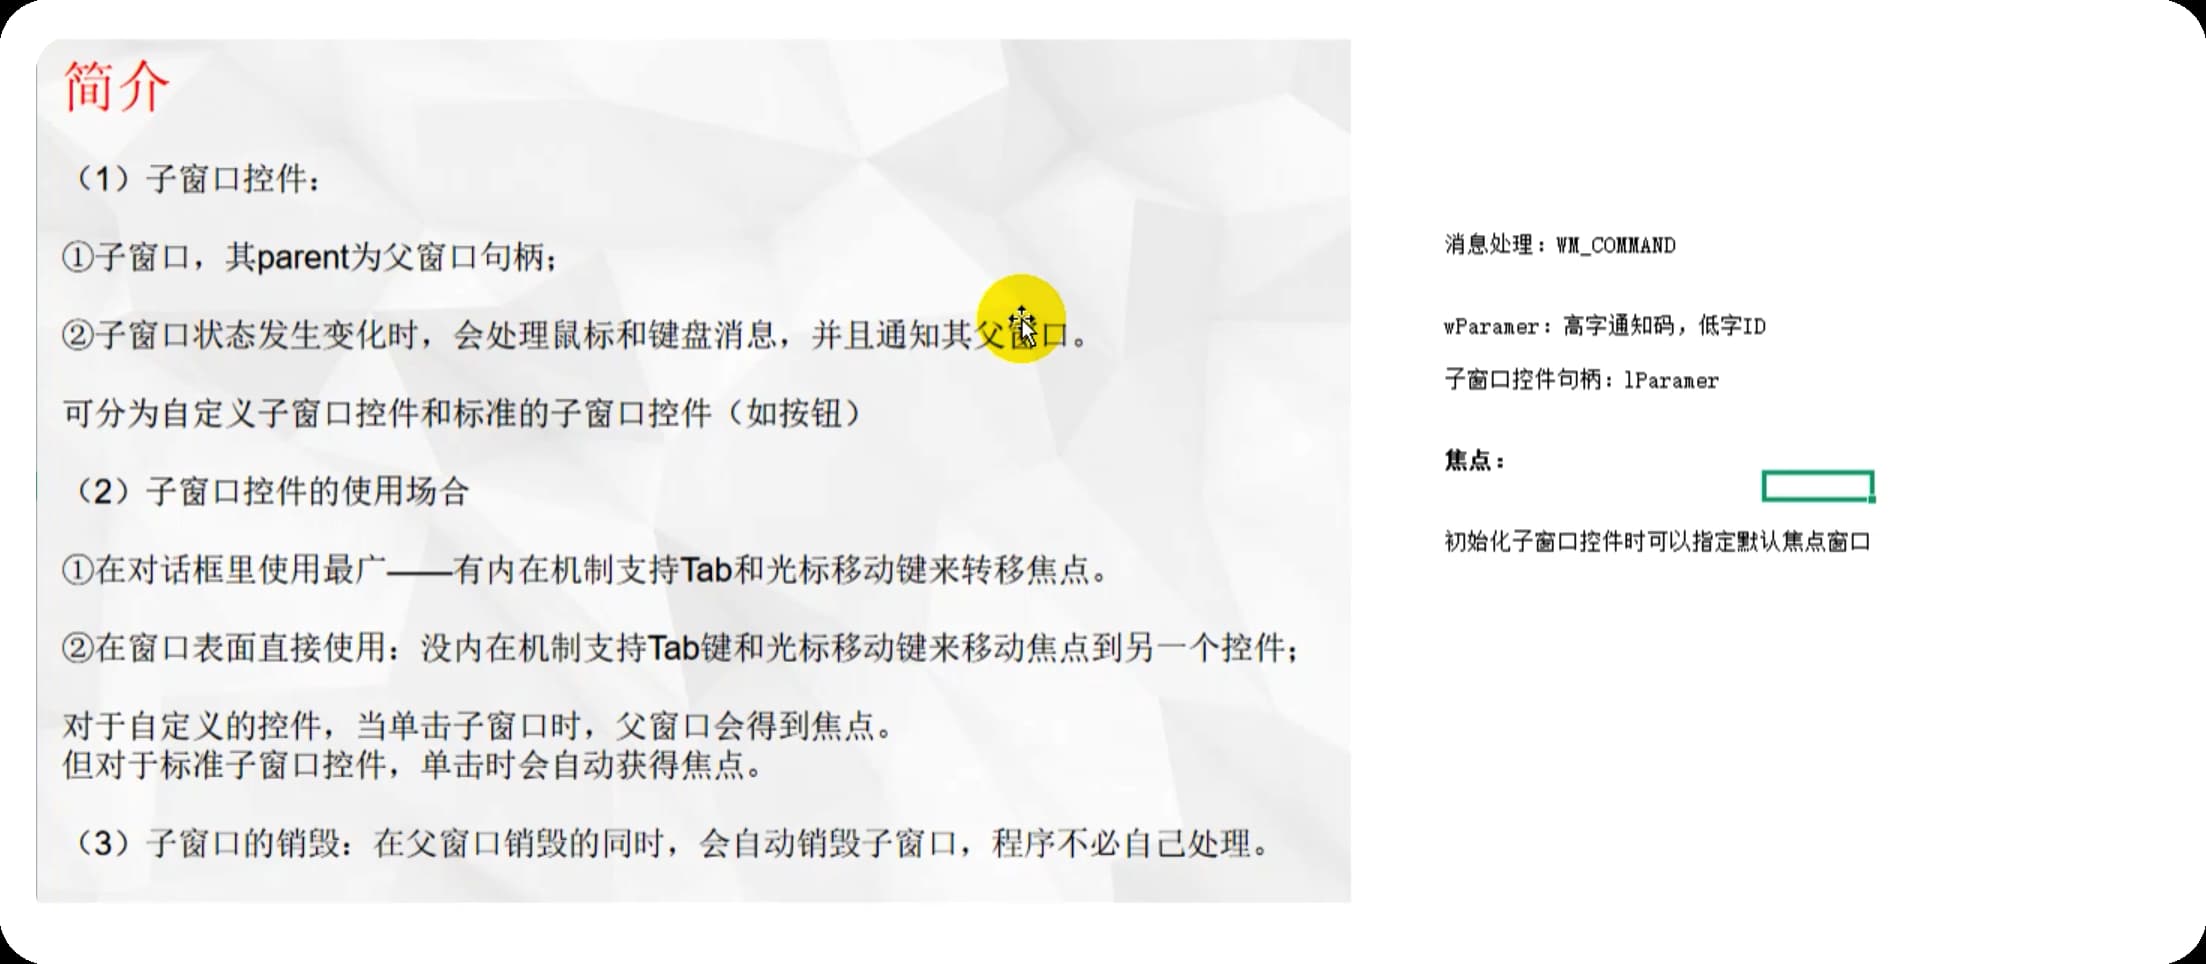 简介
（1）子窗口控件：
①子窗口，其parent为父窗口句柄；
②子窗口状态发生变化时，会处理鼠标和键盘消息，并且通知其父窗口。
可分为自定义子窗口控件和标准的子窗口控件（如按钮）
（2）子窗口控件的使用场合
①在对话框里使用最广——有内在机制支持Tab和光标移动键来转移焦点。
②在窗口表面直接使用：没内在机制支持Tab键和光标移动键来移动焦点到另一个控件；
对于自定义的控件，当单击子窗口时，父窗口会得到焦点。
但对于标准子窗口控件，单击时会自动获得焦点。
（3）子窗口的销毁：在父窗口销毁的同时，会自动销毁子窗口，程序不必自己处理。
消息处理：WM_COMMAND
wParamer：高字通知码，低字ID
子窗口控件句柄：lParamer
焦点：
初始化子窗口控件时可以指定默认焦点窗口